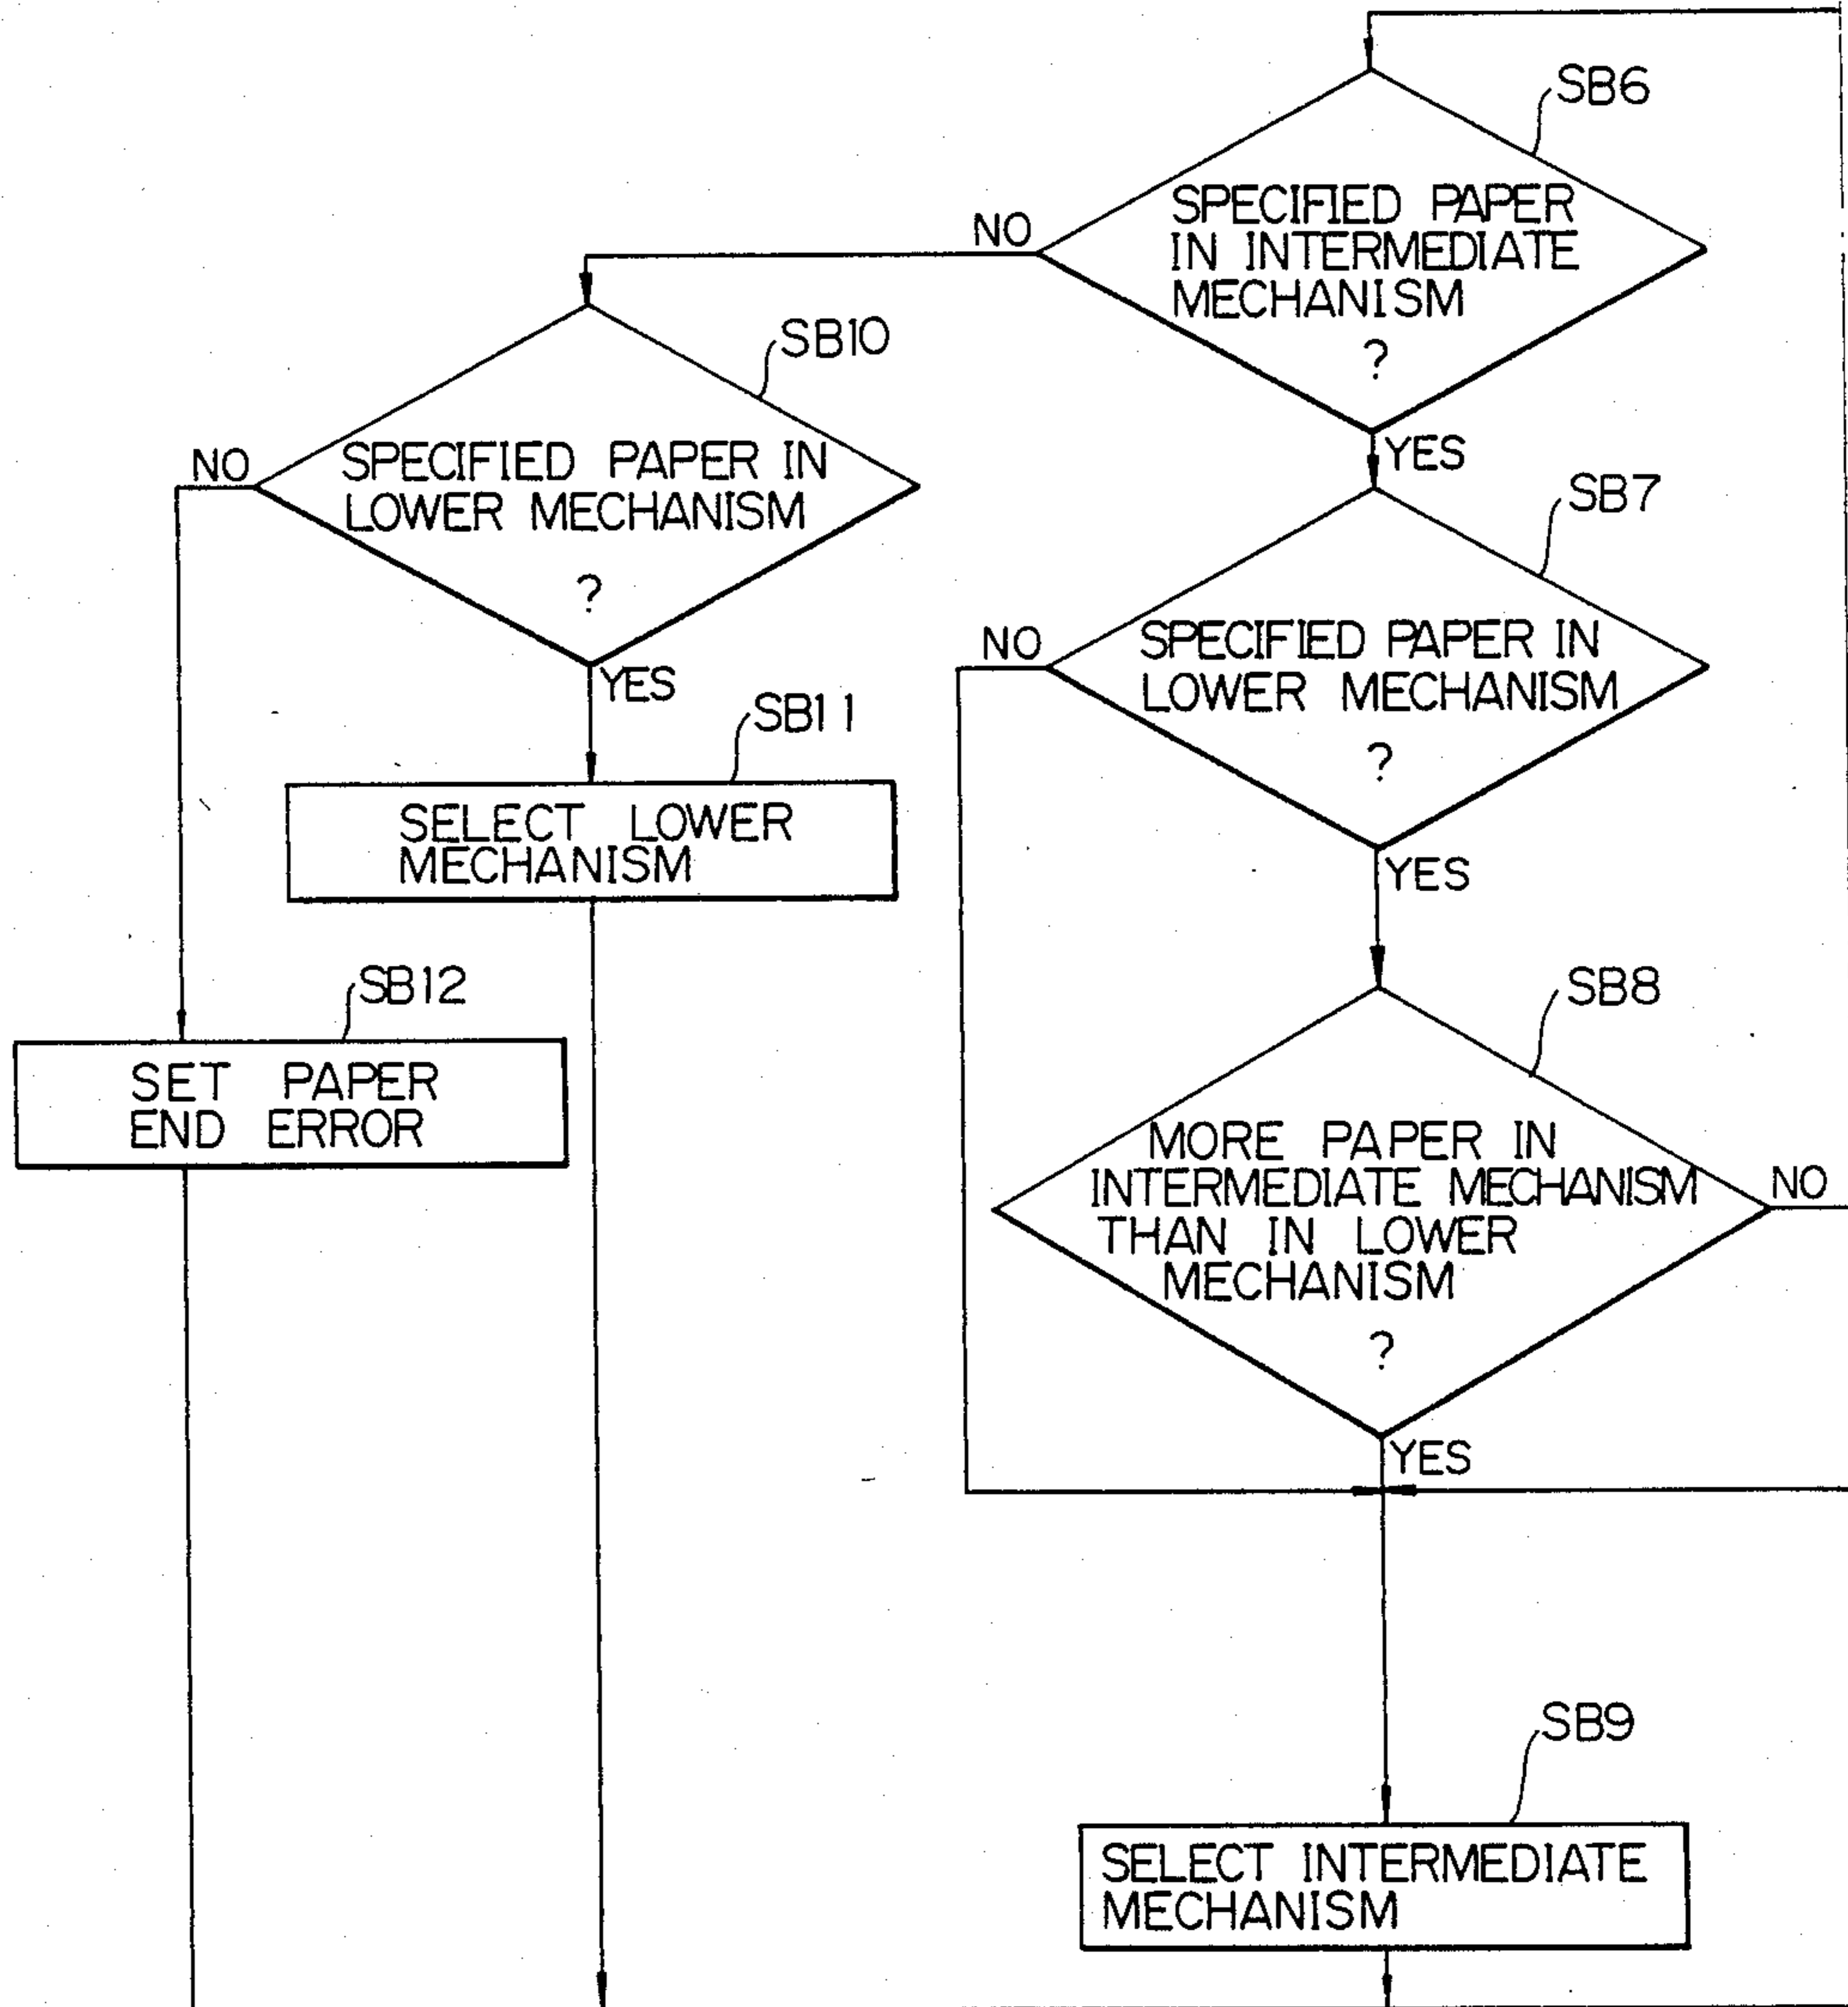 SB6
SPECIFIED PAPER
IN INTERMEDIATE
MECHANISM
?
NO
YES
SB10
SPECIFIED PAPER IN
LOWER MECHANISM
?
NO
YES
SB7
SPECIFIED PAPER IN
LOWER MECHANISM
?
NO
YES
SB11
SELECT LOWER
MECHANISM
SB12
SET PAPER
END ERROR
SB8
MORE PAPER IN
INTERMEDIATE MECHANISM
THAN IN LOWER
MECHANISM
?
NO
YES
SB9
SELECT INTERMEDIATE
MECHANISM